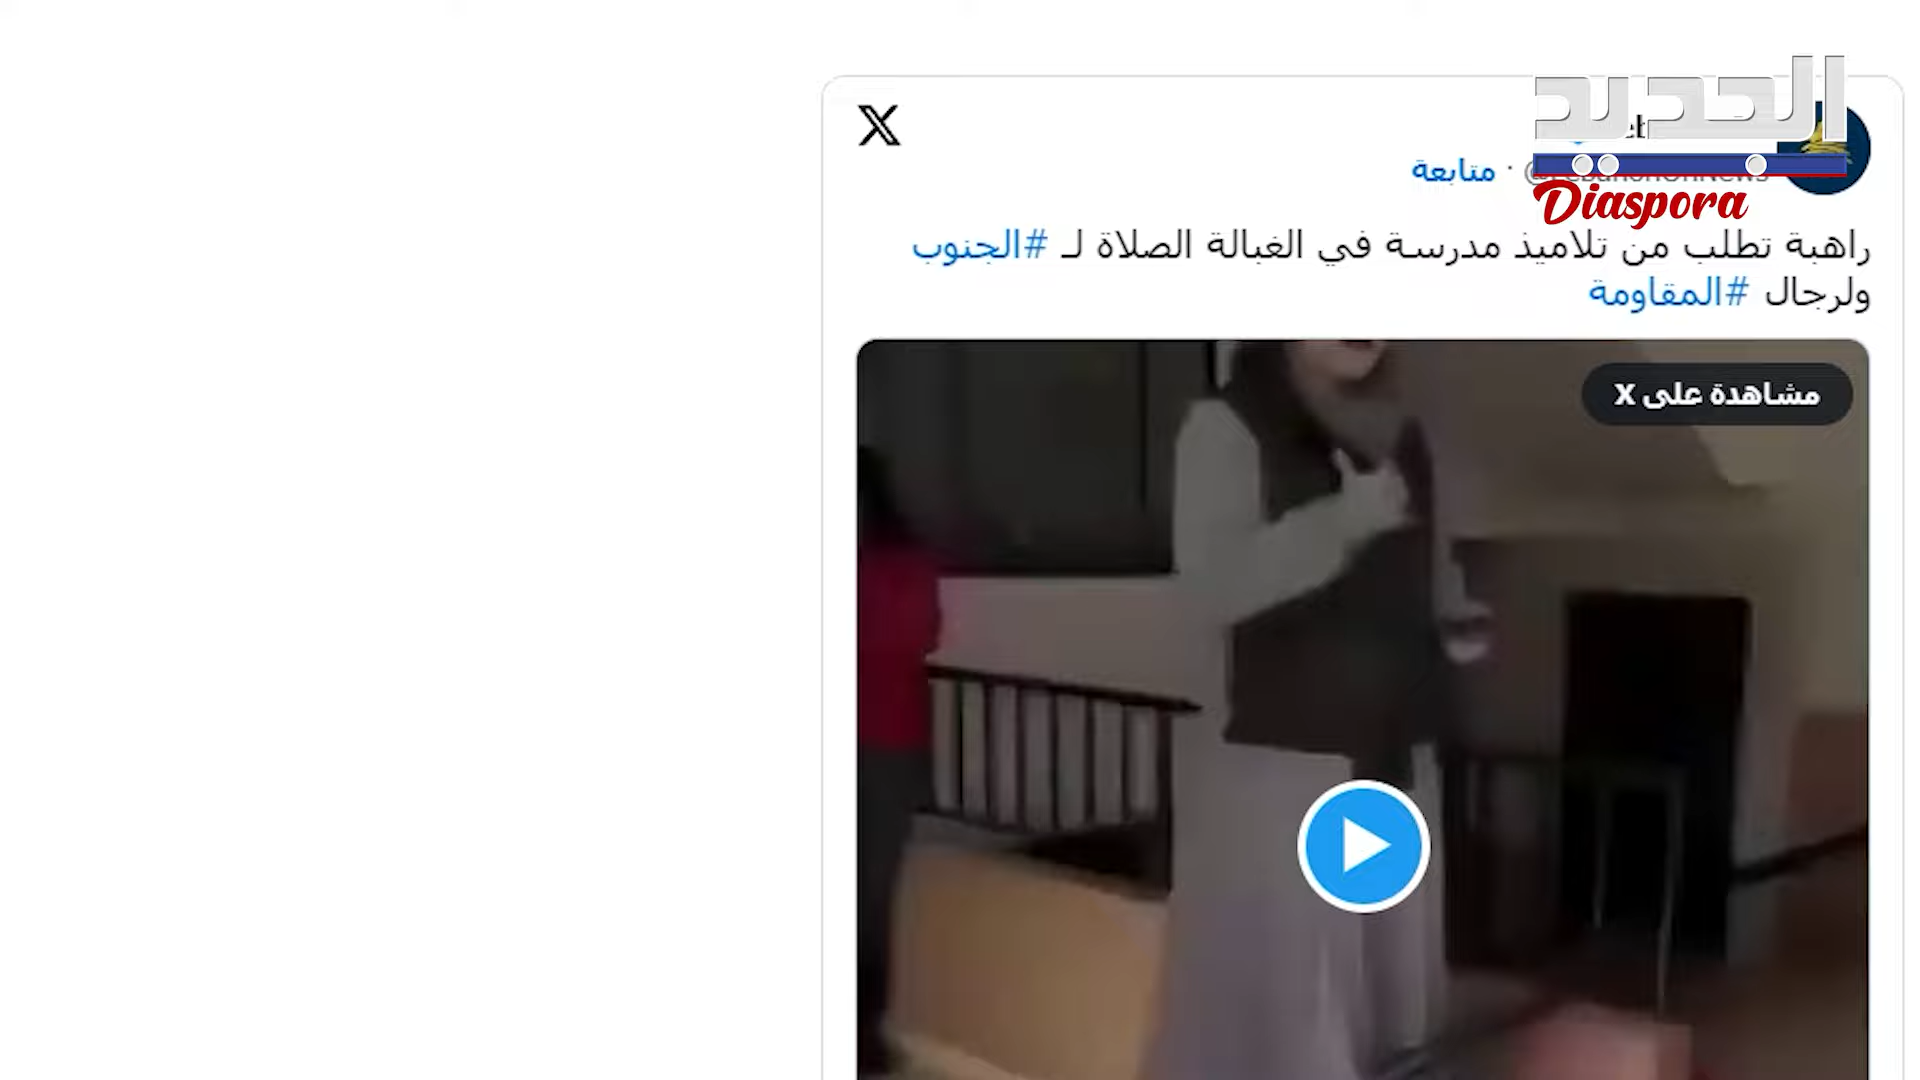 الجديد
Diaspora
X
متابعة
راهبة تطلب من تلاميذ مدرسة في الغبالة الصلاة لـ #الجنوب
ولرجال #المقاومة
مشاهدة على X